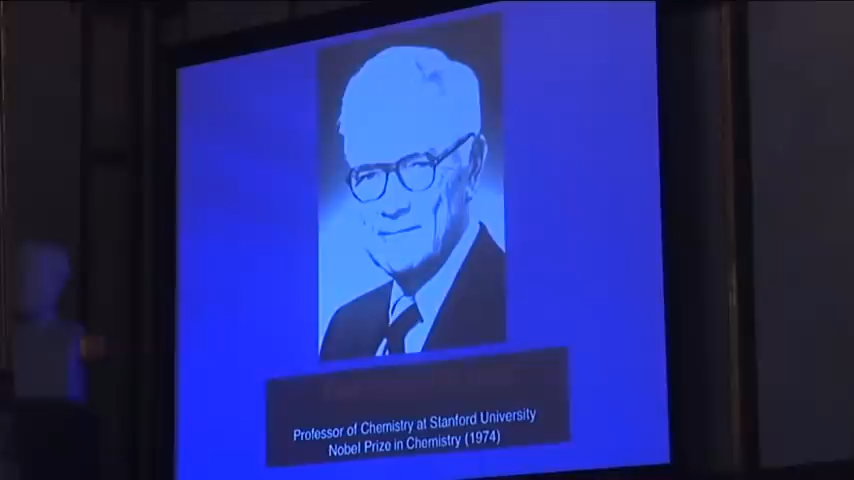 Professor of Chemistry at Stanford University
Nobel Prize in Chemistry (1974)